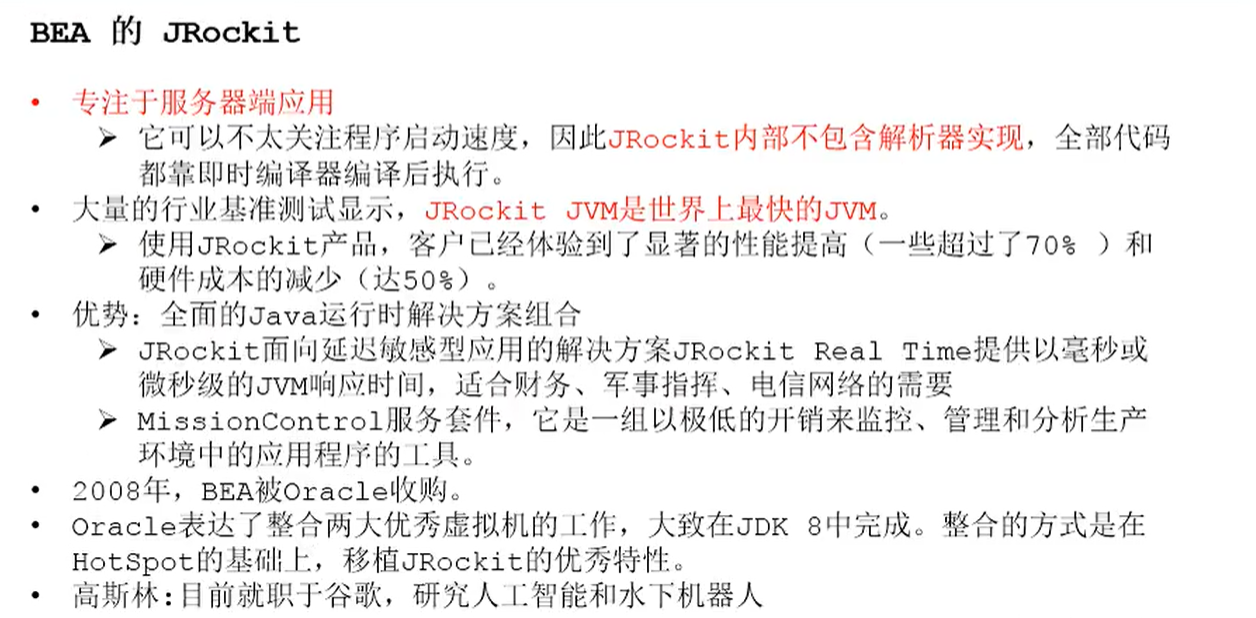 BEA 的 JRockit
• 专注于服务器端应用
➢ 它可以不太关注程序启动速度，因此JRockit内部不包含解析器实现，全部代码
都靠即时编译器编译后执行。
• 大量的行业基准测试显示，JRockit JVM是世界上最快的JVM。
➢ 使用JRockit产品，客户已经体验到了显著的性能提高（一些超过了70% ）和
硬件成本的减少（达50%）。
• 优势：全面的Java运行时解决方案组合
➢ JRockit面向延迟敏感型应用的解决方案JRockit Real Time提供以毫秒或
微秒级的JVM响应时间，适合财务、军事指挥、电信网络的需要
➢ MissionControl服务套件，它是一组以极低的开销来监控、管理和分析生产
环境中的应用程序的工具。
• 2008年，BEA被Oracle收购。
• Oracle表达了整合两大优秀虚拟机的工作，大致在JDK 8中完成。整合的方式是在
HotSpot的基础上，移植JRockit的优秀特性。
• 高斯林:目前就职于谷歌，研究人工智能和水下机器人